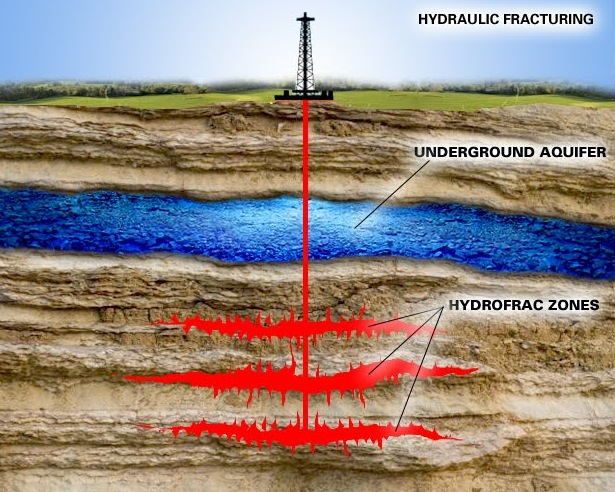 HYDRAULIC FRACTURING
UNDERGROUND AQUIFER
HYDROFRAC ZONES